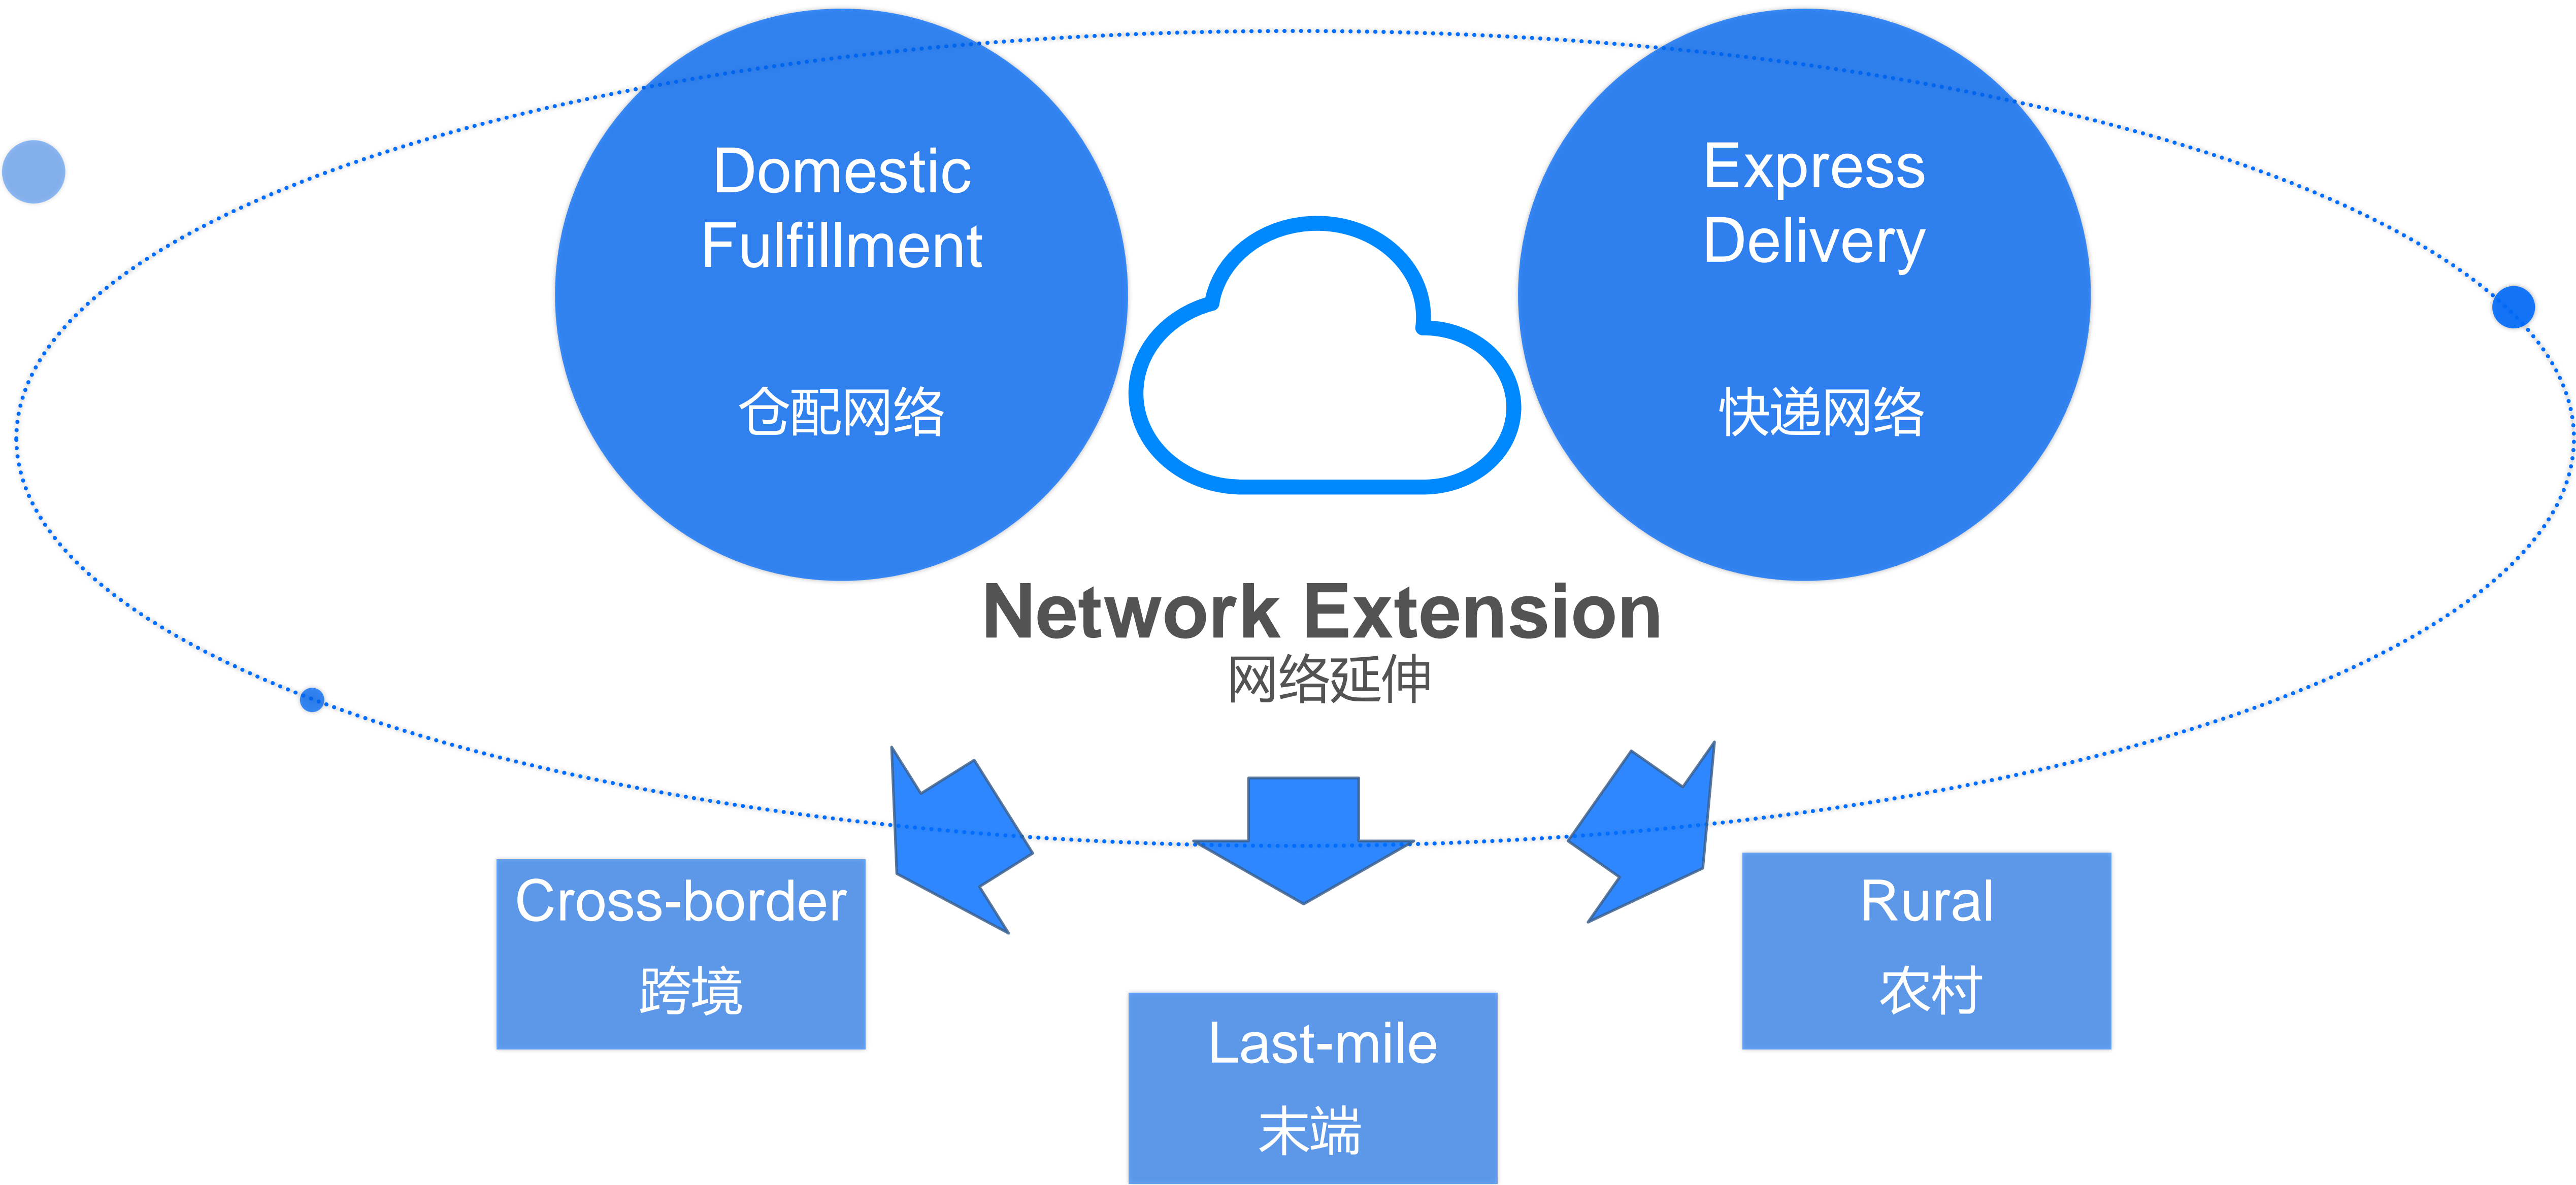 Domestic
Fulfillment
仓配网络
Express
Delivery
快递网络
Network Extension
网络延伸
Cross-border
跨境
Last-mile
末端
Rural
农村